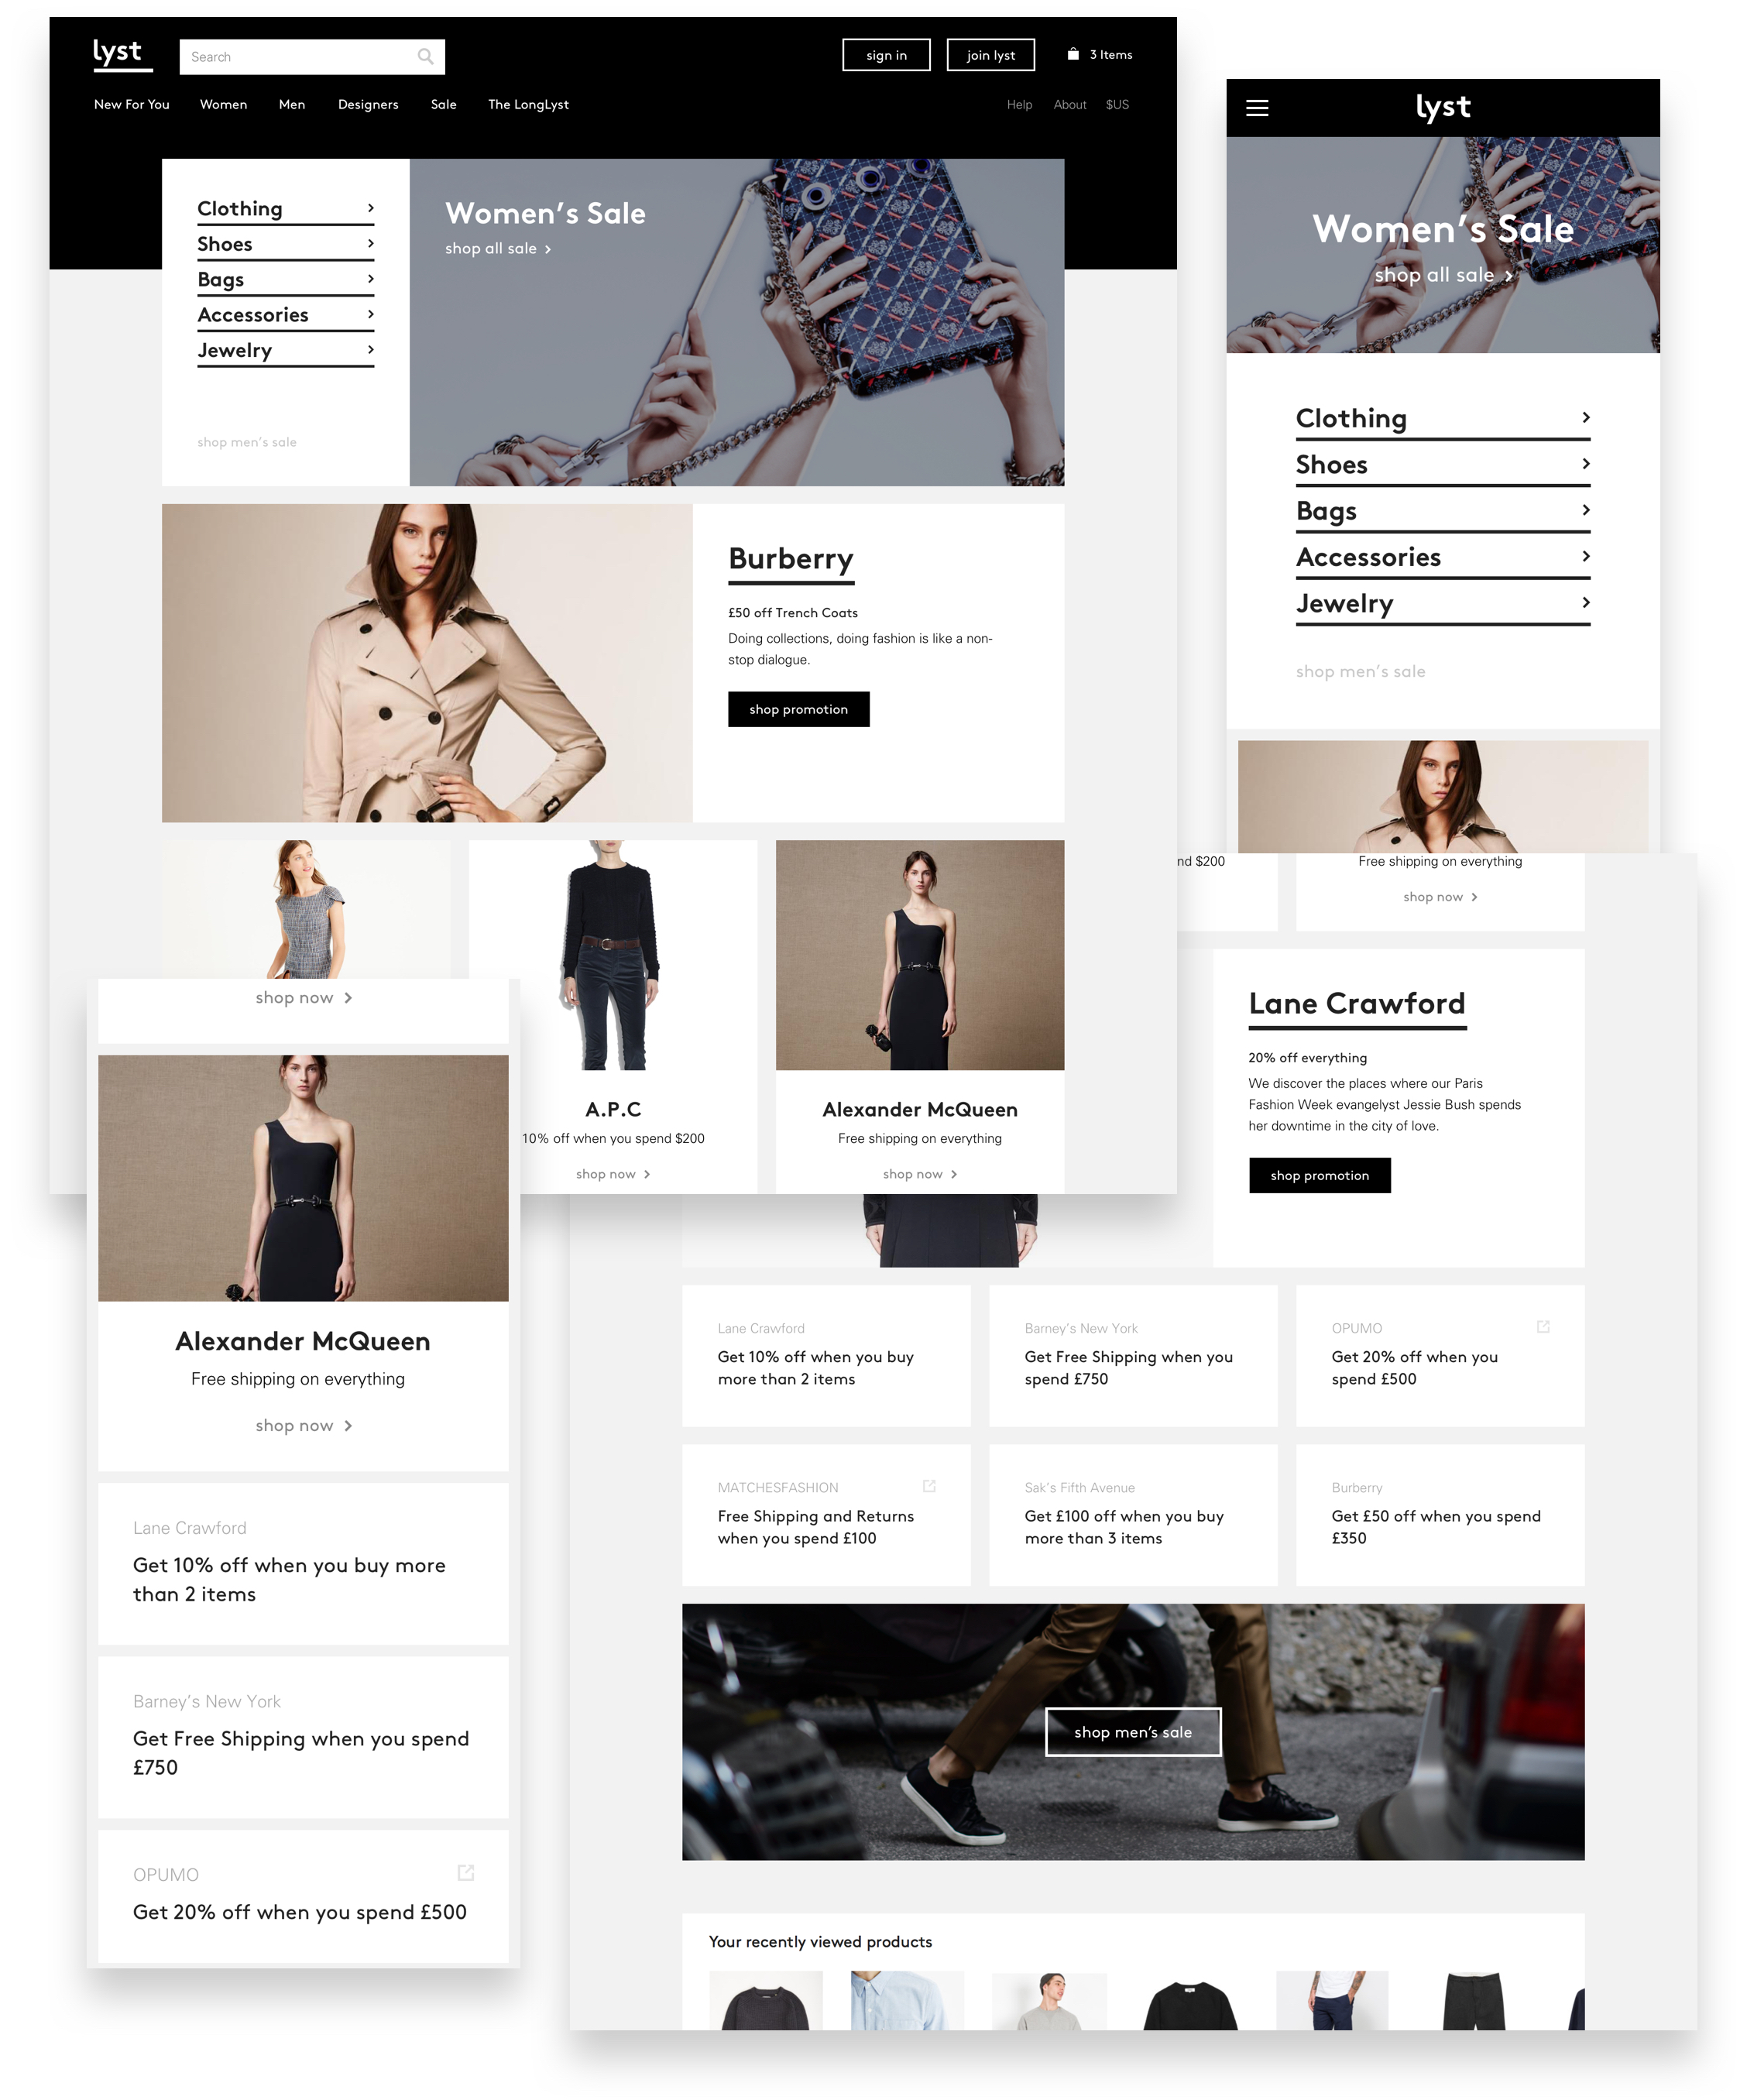 lyst
Search
sign in
join lyst
3 Items
New For You
Women
Men
Designers
Sale
The LongLyst
Help
About
$US
Clothing
Shoes
Bags
Accessories
Jewelry
shop men’s sale
Women’s Sale
shop all sale
Burberry
£50 off Trench Coats
Doing collections, doing fashion is like a non-
stop dialogue.
shop promotion
A.P.C
10% off when you spend $200
shop now
Alexander McQueen
Free shipping on everything
shop now
lyst
Women’s Sale
shop all sale
Clothing
Shoes
Bags
Accessories
Jewelry
shop men’s sale
shop now
Alexander McQueen
Free shipping on everything
shop now
Lane Crawford
Get 10% off when you buy more
than 2 items
Barney’s New York
Get Free Shipping when you spend
£750
OPUMO
Get 20% off when you spend £500
nd $200
Free shipping on everything
shop now
Lane Crawford
20% off everything
We discover the places where our Paris
Fashion Week evangelyst Jessie Bush spends
her downtime in the city of love.
shop promotion
Lane Crawford
Get 10% off when you buy
more than 2 items
Barney’s New York
Get Free Shipping when you
spend £750
OPUMO
Get 20% off when you
spend £500
MATCHESFASHION
Free Shipping and Returns
when you spend £100
Sak’s Fifth Avenue
Get £100 off when you buy
more than 3 items
Burberry
Get £50 off when you spend
£350
shop men’s sale
Your recently viewed products